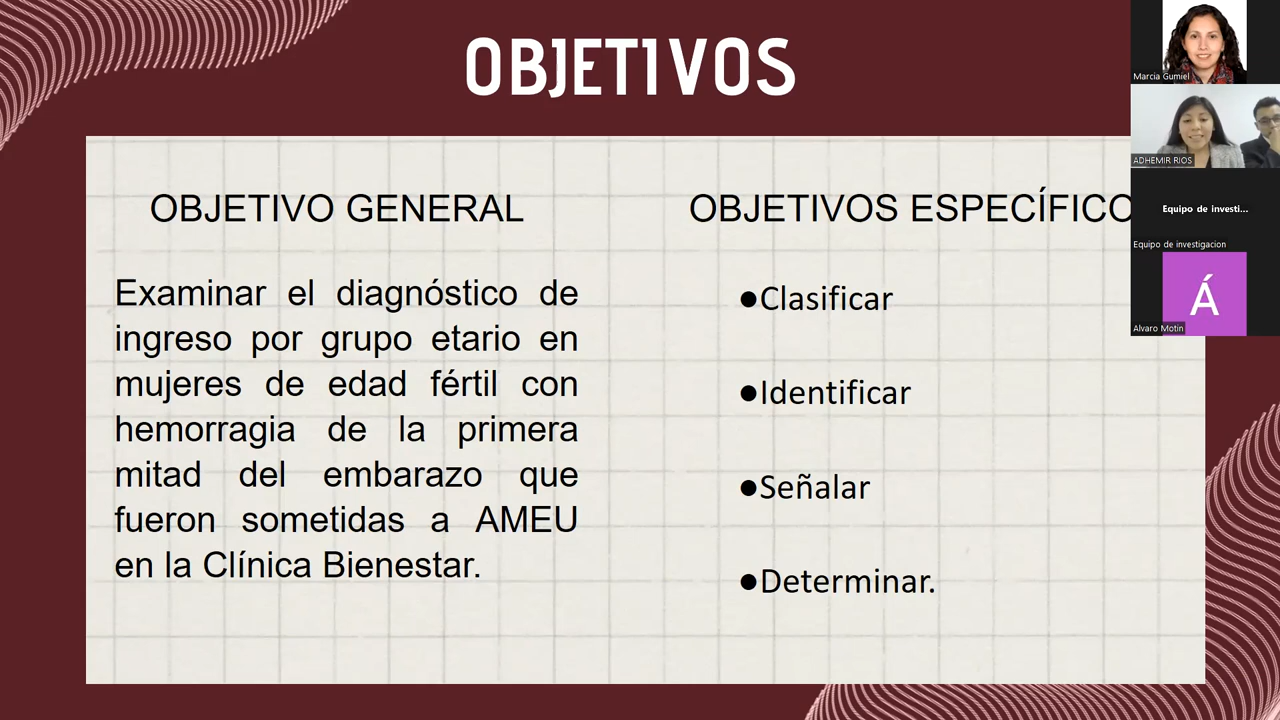 OBJETIVOS
OBJETIVO GENERAL
Examinar el diagnóstico de
ingreso por grupo etario en
mujeres de edad fértil con
hemorragia de la primera
mitad del embarazo que
fueron sometidas a AMEU
en la Clínica Bienestar.
OBJETIVOS ESPECÍFICO
●Clasificar
●Identificar
●Señalar
●Determinar.
Marcia Gumiel
ADHEMIR RIOS
Equipo de investi...
Equipo de investigacion
Á
Alvaro Motin